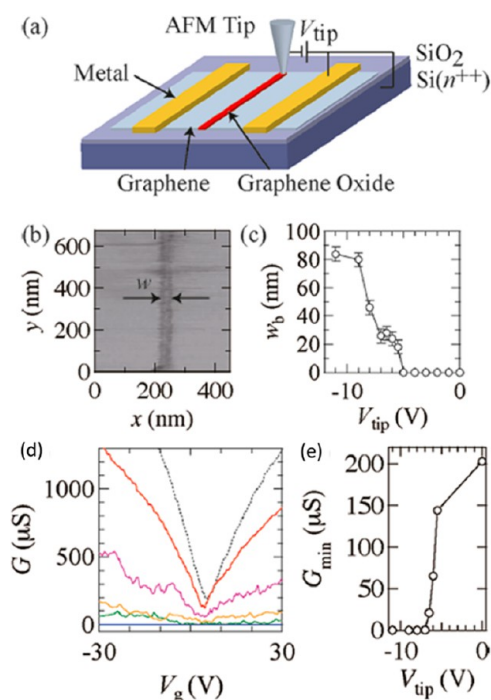 (a)
AFM Tip
Vtip
SiO2
Si(n++)
Metal
Graphene
Graphene Oxide
(b)
600
400
200
0
y (nm)
w
0
200
400
x (nm)
(c)
100
80
60
40
20
0
wb (nm)
-10
-5
0
Vtip (V)
(d)
1000
500
0
G (µS)
-30
30
Vg (V)
(e)
200
150
100
50
0
Gmin (µS)
-10
-5
0
Vtip (V)